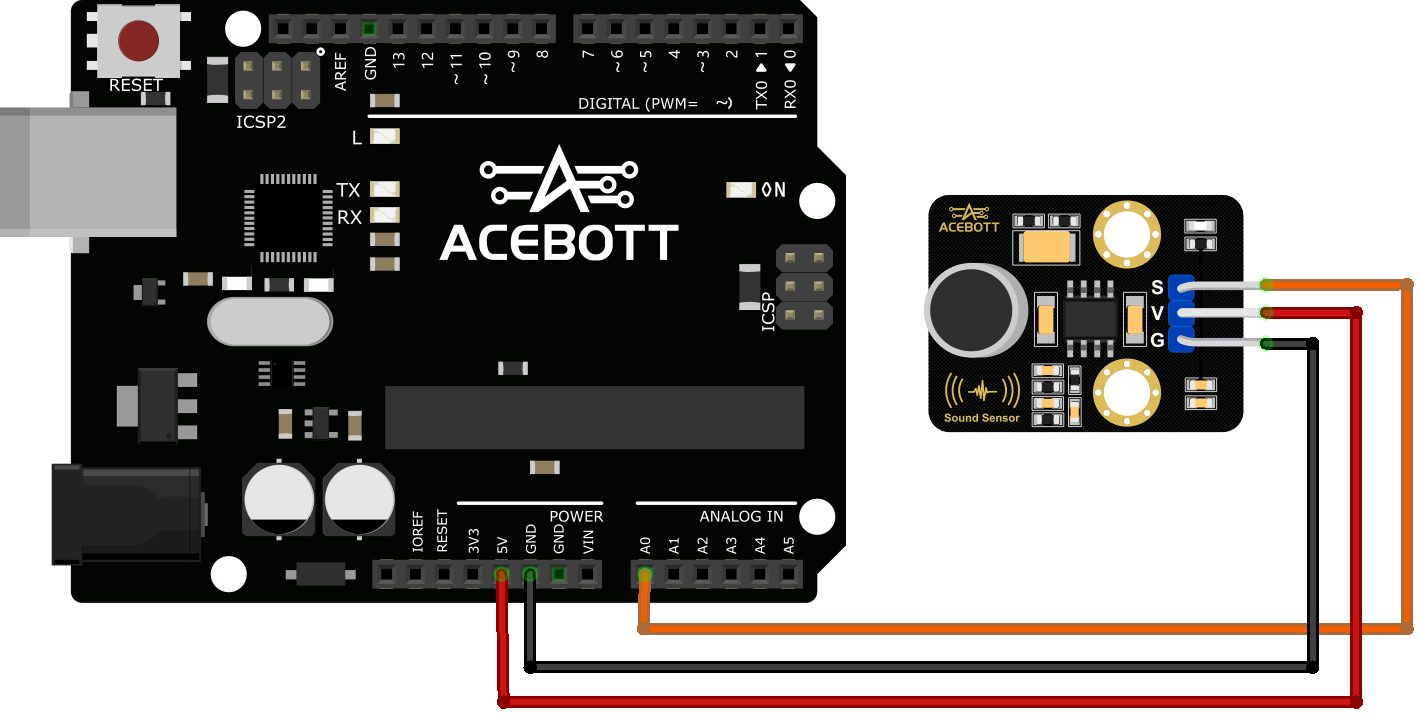 RESET
ICSP2
AREF
GND
13
12
~11
~10
~9
8
7
~6
~5
4
~3
2
TX0▶1
RX0◀0
DIGITAL (PWM= ~)
L
TX
RX
ON
ACEBOTT
ICSP
ACEBOTT
S
V
G
Sound Sensor
POWER
ANALOG IN
IOREF
RESET
3V3
5V
GND
GND
VIN
A0
A1
A2
A3
A4
A5